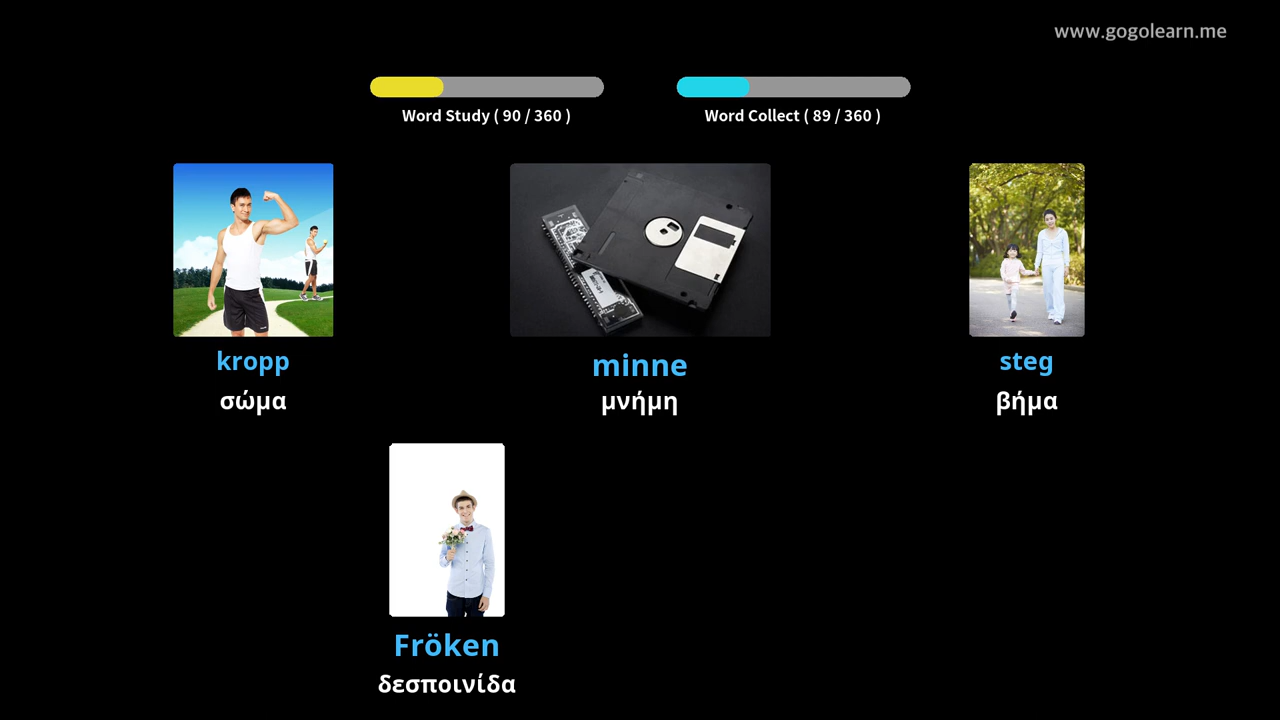 www.gogolearn.me
Word Study ( 90 / 360 )
Word Collect ( 89 / 360 )
kropp
σώμα
minne
μνήμη
steg
βήμα
Fröken
δεσποινίδα